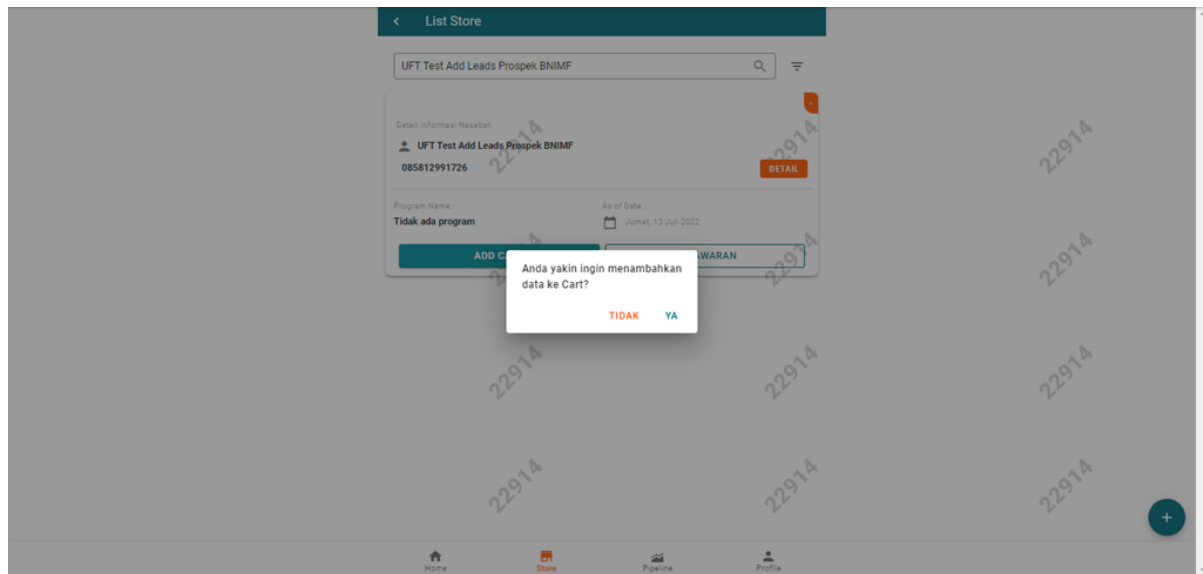 List Store
UFT Test Add Leads Prospek BNIMF
Detail Informasi Nasabah
UFT Test Add Leads Prospek BNIMF
085812991726
DETAIL
Program Name :
As of Date :
Tidak ada program
Jumat, 15 Juli 2022
ADD
Anda yakin ingin menambahkan
data ke Cart?
TIDAK YA
22914
22914
22914
22914
22914
22914
22914
22914
22914
22914
22914
Home
Store
Pipeline
Profile